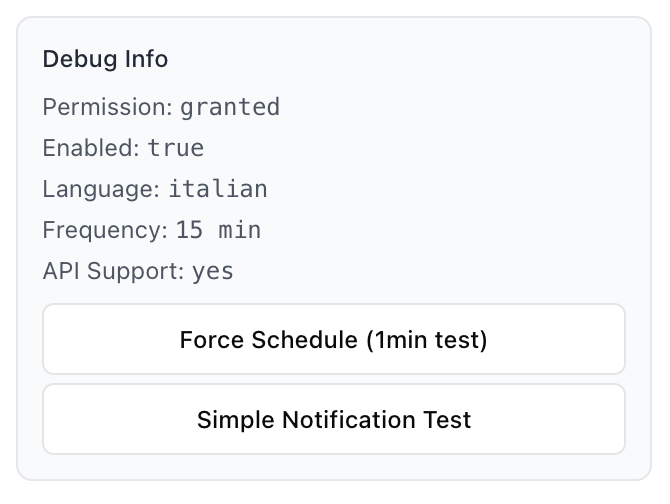 Debug Info
Permission: granted
Enabled: true
Language: italian
Frequency: 15 min
API Support: yes
Force Schedule (1min test)
Simple Notification Test